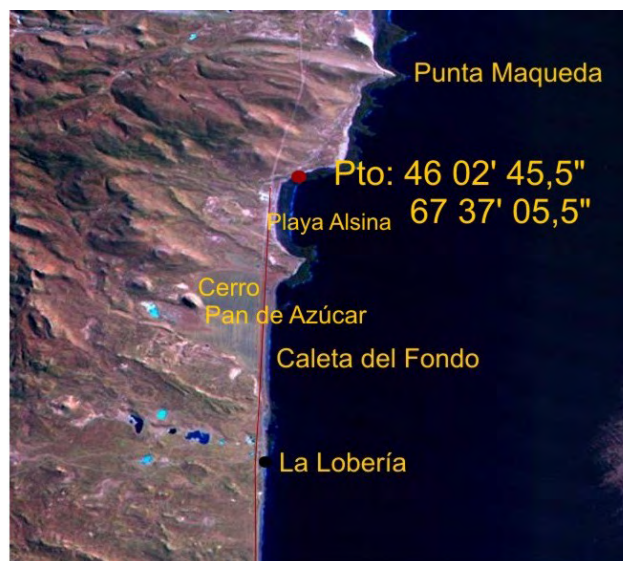 Punta Maqueda
Pto: 46 02' 45,5"
67 37' 05,5"
Playa Alsina
Cerro
Pan de Azúcar
Caleta del Fondo
La Lobería